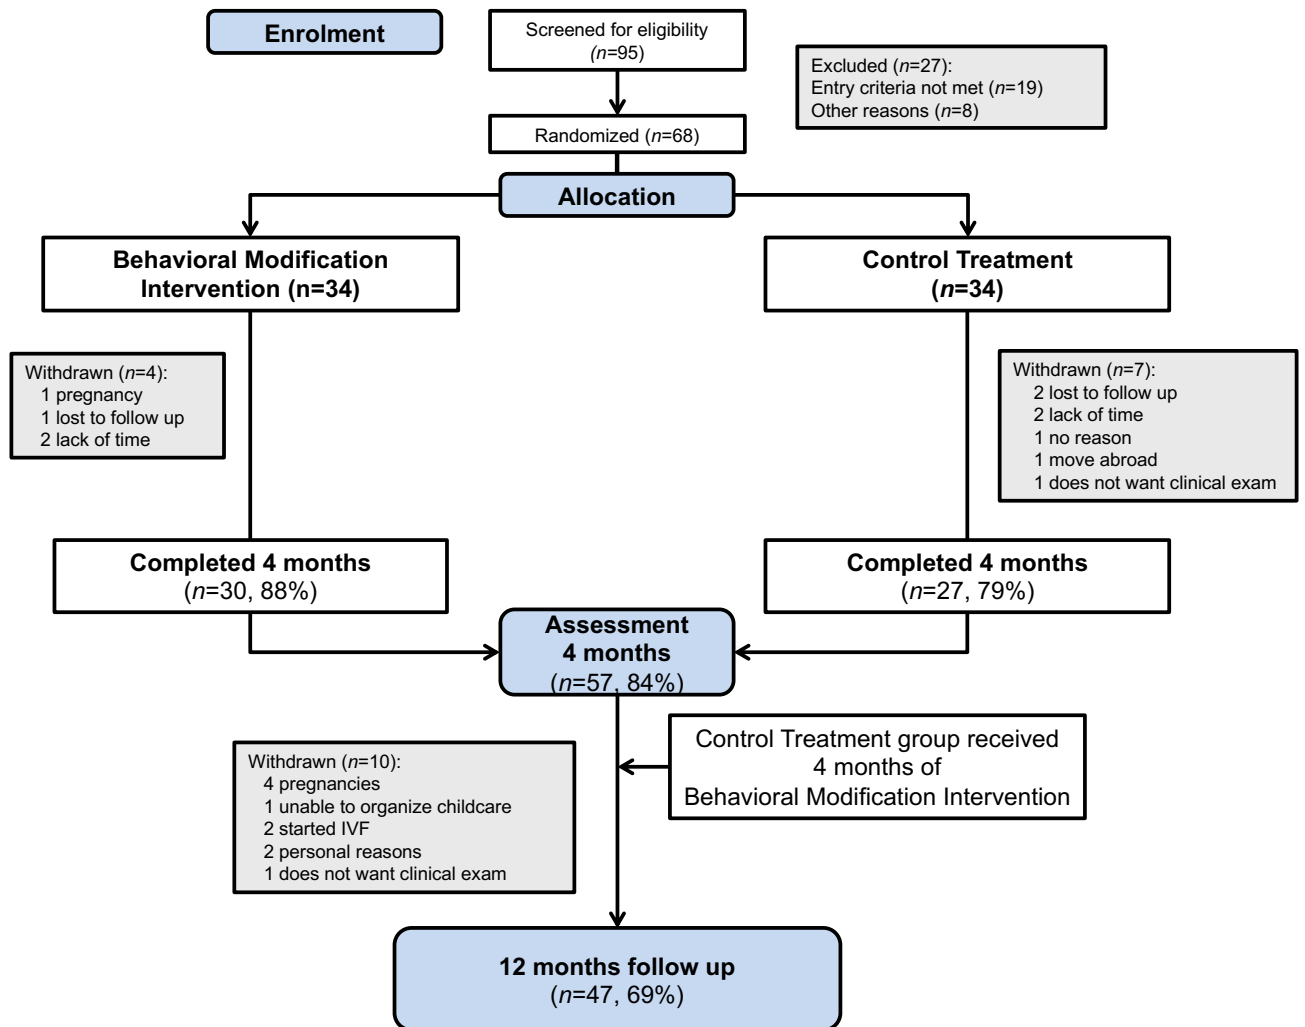 Enrolment
Screened for eligibility
(n=95)
Excluded (n=27):
Entry criteria not met (n=19)
Other reasons (n=8)
Randomized (n=68)
Allocation
Behavioral Modification
Intervention (n=34)
Control Treatment
(n=34)
Withdrawn (n=4):
1 pregnancy
1 lost to follow up
2 lack of time
Withdrawn (n=7):
2 lost to follow up
2 lack of time
1 no reason
1 move abroad
1 does not want clinical exam
Completed 4 months
(n=30, 88%)
Completed 4 months
(n=27, 79%)
Assessment
4 months
(n=57, 84%)
Control Treatment group received
4 months of
Behavioral Modification Intervention
Withdrawn (n=10):
4 pregnancies
1 unable to organize childcare
2 started IVF
2 personal reasons
1 does not want clinical exam
12 months follow up
(n=47, 69%)